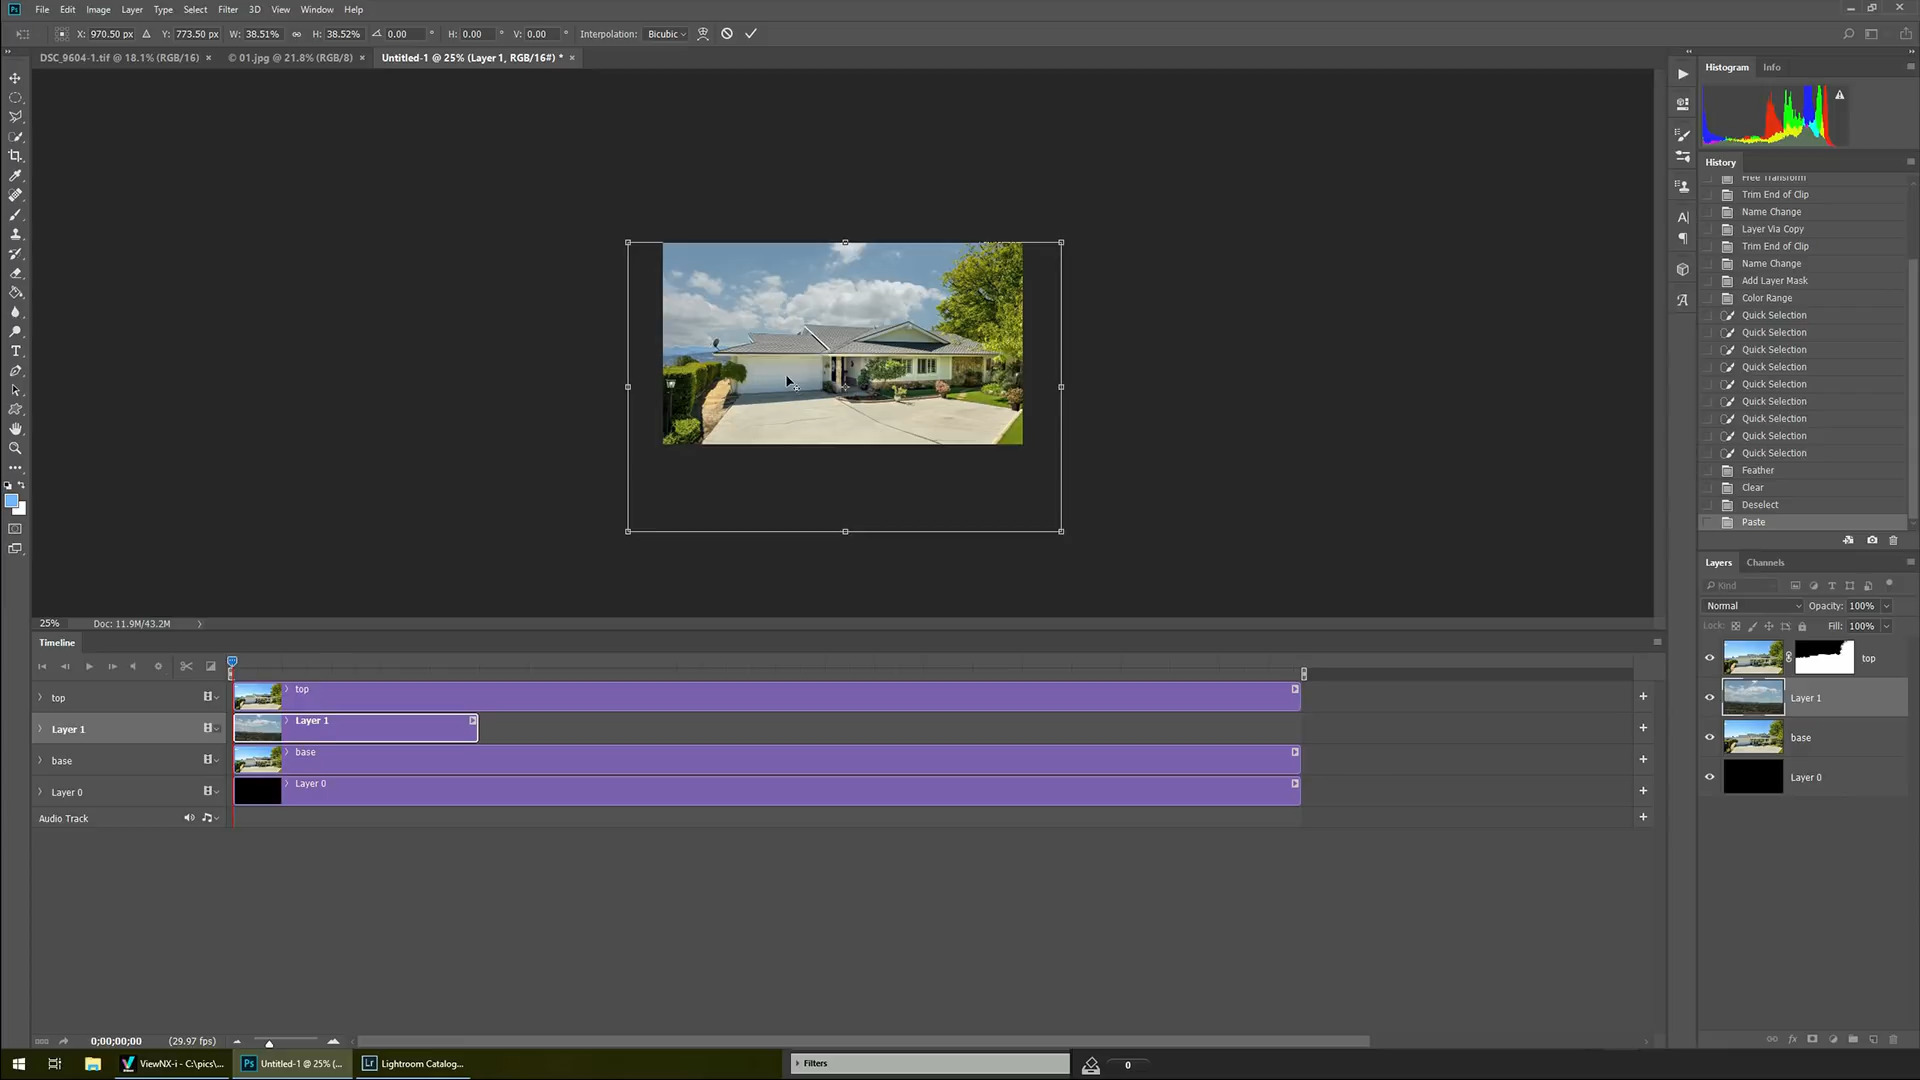 Ps File Edit Image Layer Type Select Filter 3D View Window Help
X: 970.50 px Y: 773.50 px W: 38.51% H: 38.52% 0.00 ° H: 0.00 ° V: 0.00 ° Interpolation: Bicubic
DSC_9604-1.tif @ 18.1% (RGB/16) × © 01.jpg @ 21.8% (RGB/8) × Untitled-1 @ 25% (Layer 1, RGB/16#) * ×
Histogram Info
History
Free Transform
Trim End of Clip
Name Change
Layer Via Copy
Trim End of Clip
Name Change
Add Layer Mask
Color Range
Quick Selection
Quick Selection
Quick Selection
Quick Selection
Quick Selection
Quick Selection
Quick Selection
Quick Selection
Quick Selection
Feather
Clear
Deselect
Paste
Layers Channels
Kind
Normal Opacity: 100%
Lock: Fill: 100%
top
Layer 1
base
Layer 0
25% Doc: 11.9M/43.2M
Timeline
top top
Layer 1 Layer 1
base base
Layer 0 Layer 0
Audio Track
0;00;00;00 (29.97 fps)
ViewNX-i - C:\pics\... Ps Untitled-1 @ 25% (... Lr Lightroom Catalog... Filters 0